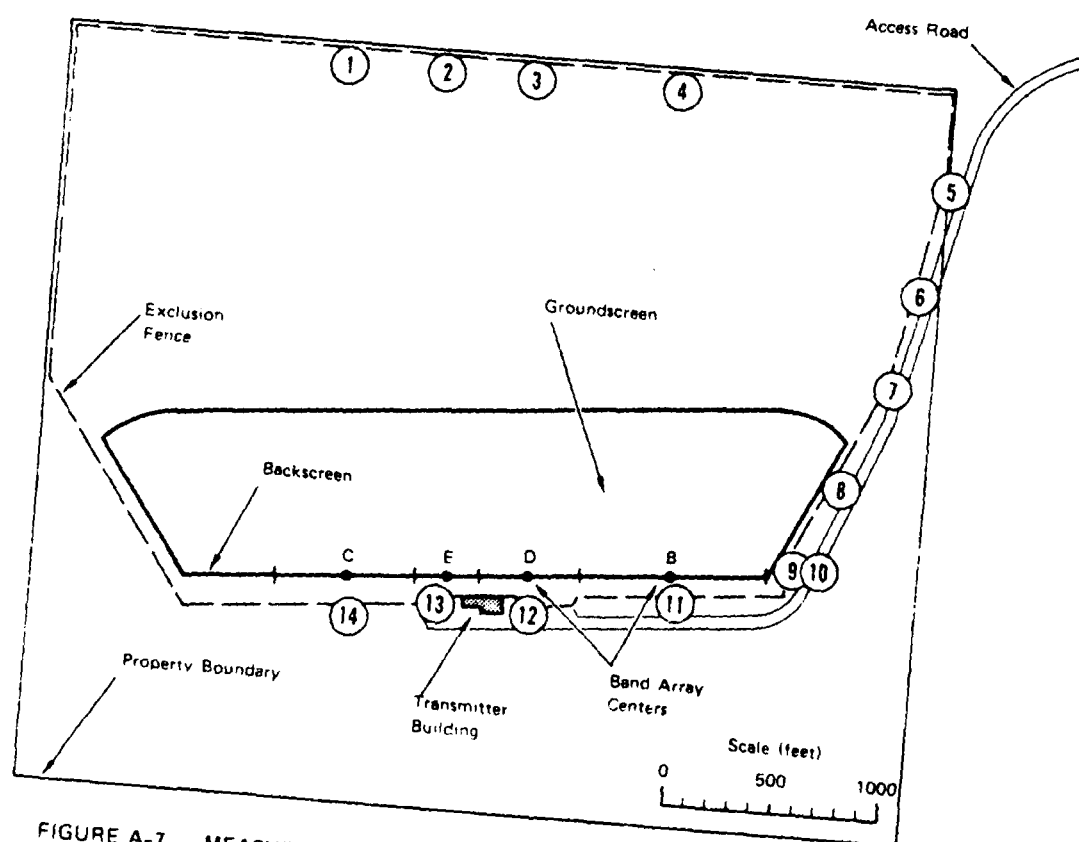 Access Road
1 2 3 4
5
6
Exclusion
Fence
Groundscreen
7
Backscreen
8
C E D B
9 10
14 13 12 11
Property Boundary
Transmitter
Building
Band Array
Centers
Scale (feet)
0 500 1000
FIGURE A-7